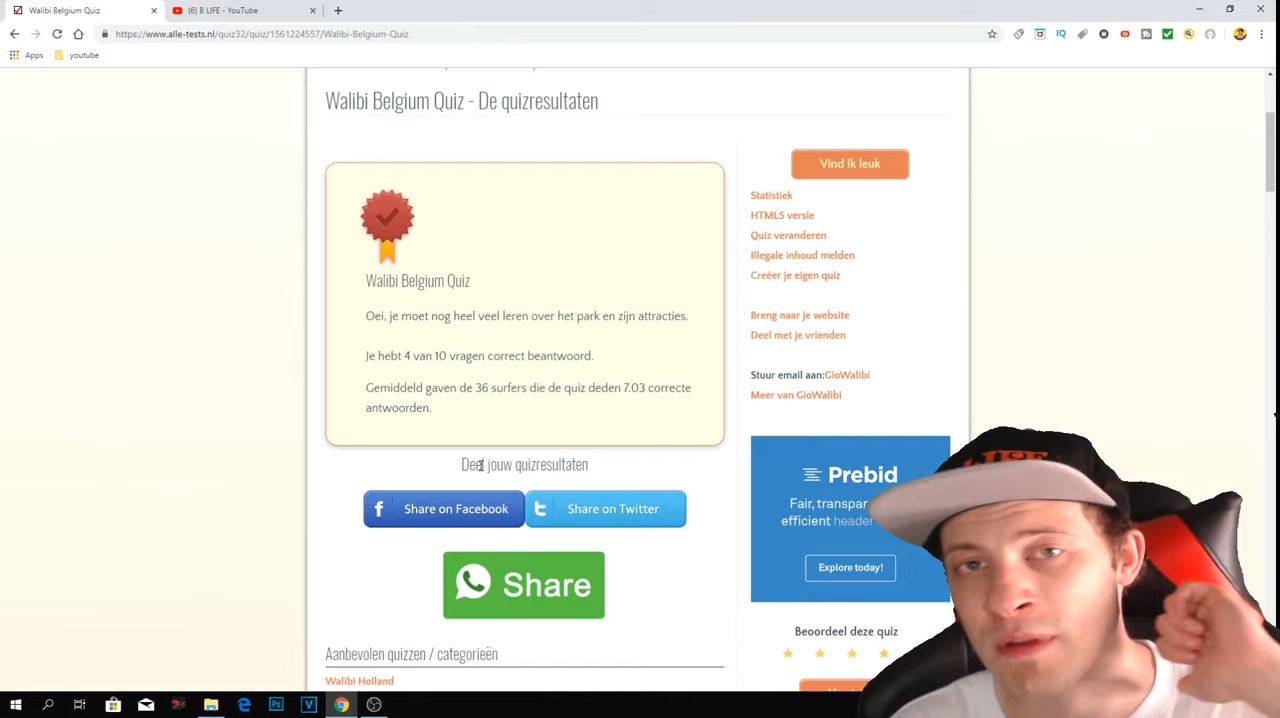 Walibi Belgium Quiz
(6) B LIFE - YouTube
https://www.alle-tests.nl/quiz32/quiz/1561224557/Walibi-Belgium-Quiz
IQ
Apps
youtube
Walibi Belgium Quiz - De quizresultaten
Vind ik leuk
Statistiek
HTML5 versie
Quiz veranderen
Illegale inhoud melden
Creëer je eigen quiz
Breng naar je website
Deel met je vrienden
Stuur email aan:GioWalibi
Meer van GioWalibi
Walibi Belgium Quiz
Oei, je moet nog heel veel leren over het park en zijn attracties.
Je hebt 4 van 10 vragen correct beantwoord.
Gemiddeld gaven de 36 surfers die de quiz deden 7.03 correcte
antwoorden.
Deel jouw quizresultaten
f Share on Facebook
t Share on Twitter
Share
Prebid
Fair, transpar
efficient header
Explore today!
Beoordeel deze quiz
Aanbevolen quizzen / categorieën
Walibi Holland
e
Ps
V